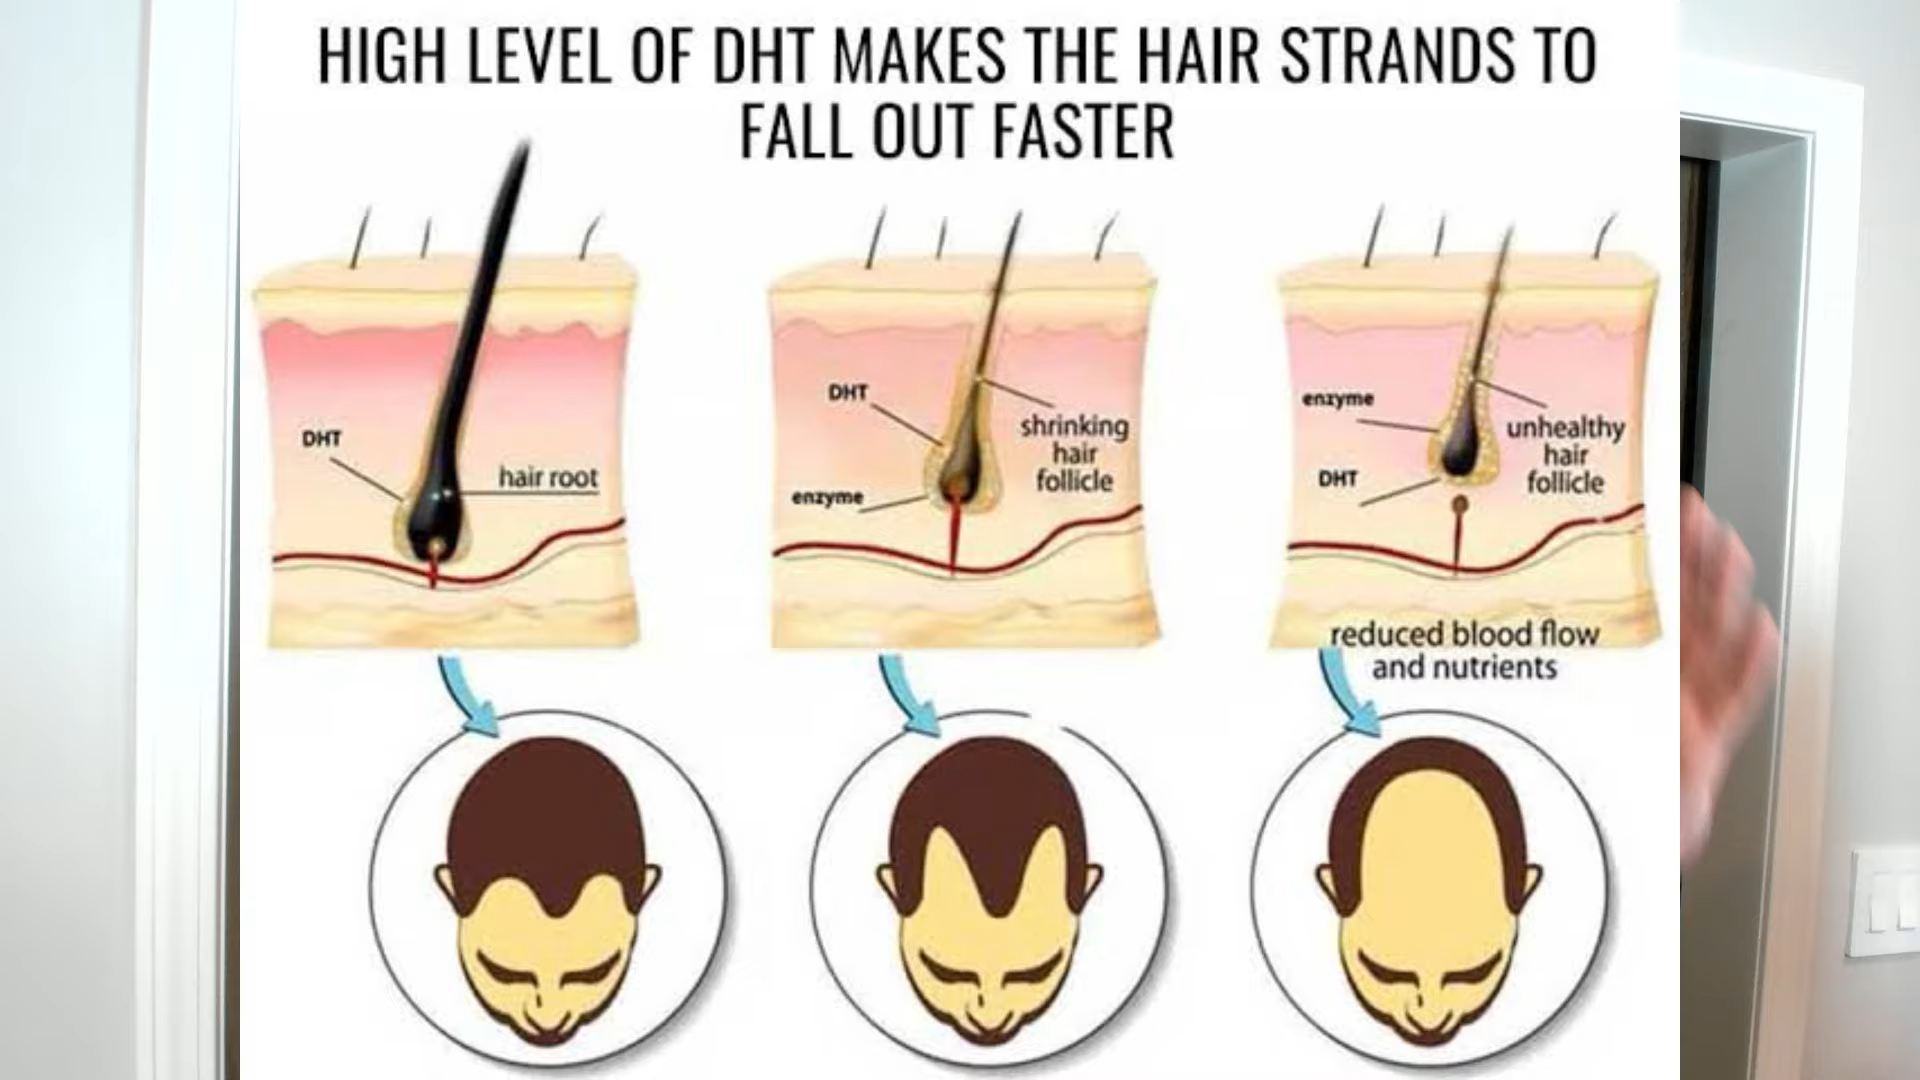 HIGH LEVEL OF DHT MAKES THE HAIR STRANDS TO
FALL OUT FASTER
DHT
hair root
DHT
shrinking
hair
follicle
enzyme
enzyme
unhealthy
hair
follicle
DHT
reduced blood flow
and nutrients